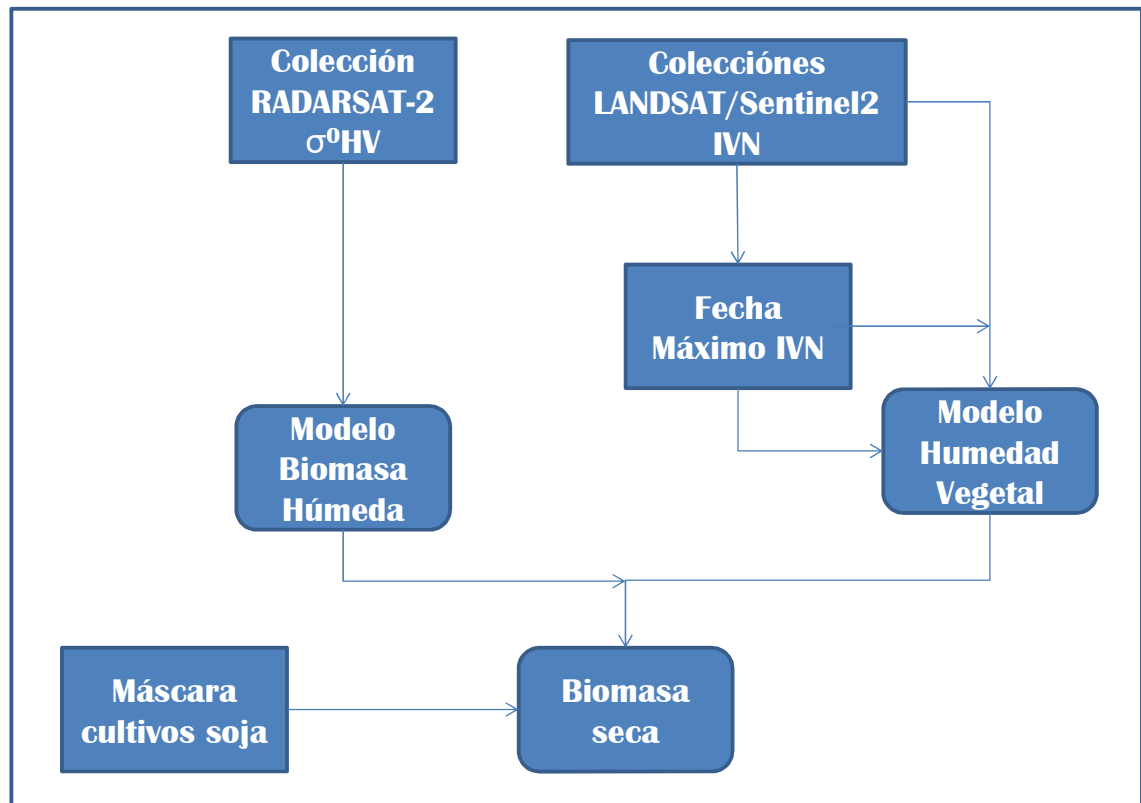 Colección
RADARSAT-2
σ⁰HV
Colecciónes
LANDSAT/Sentinel2
IVN
Fecha
Máximo IVN
Modelo
Biomasa
Húmeda
Modelo
Humedad
Vegetal
Máscara
cultivos soja
Biomasa
seca